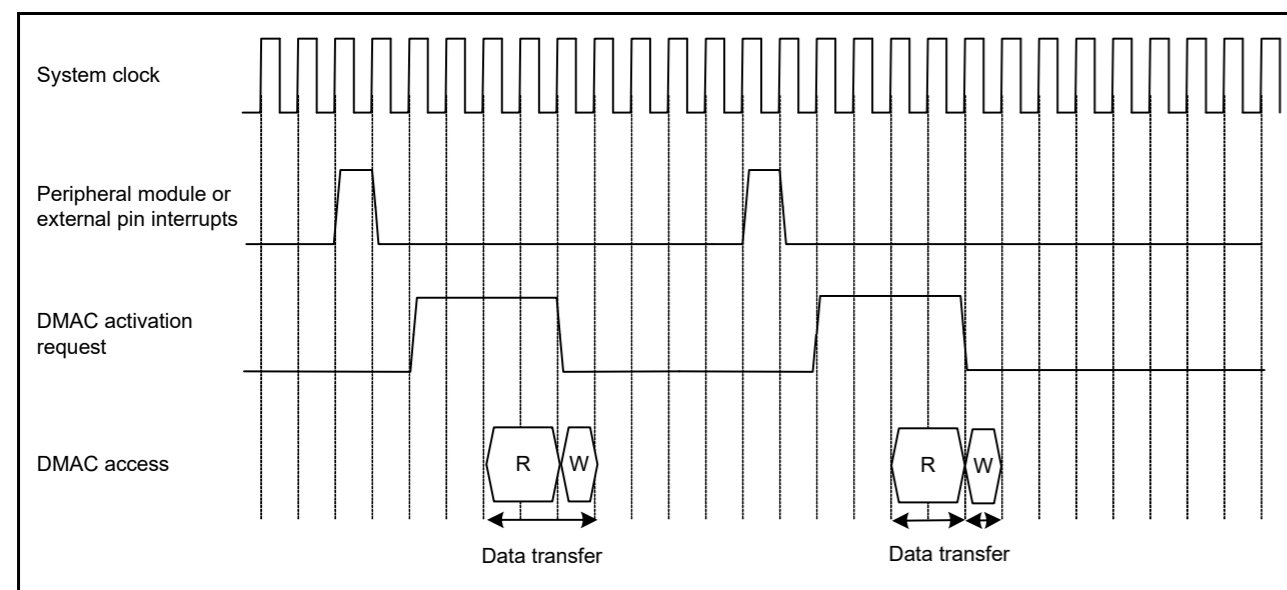 System clock
Peripheral module or
external pin interrupts
DMAC activation
request
DMAC access
R
W
R
W
Data transfer
Data transfer